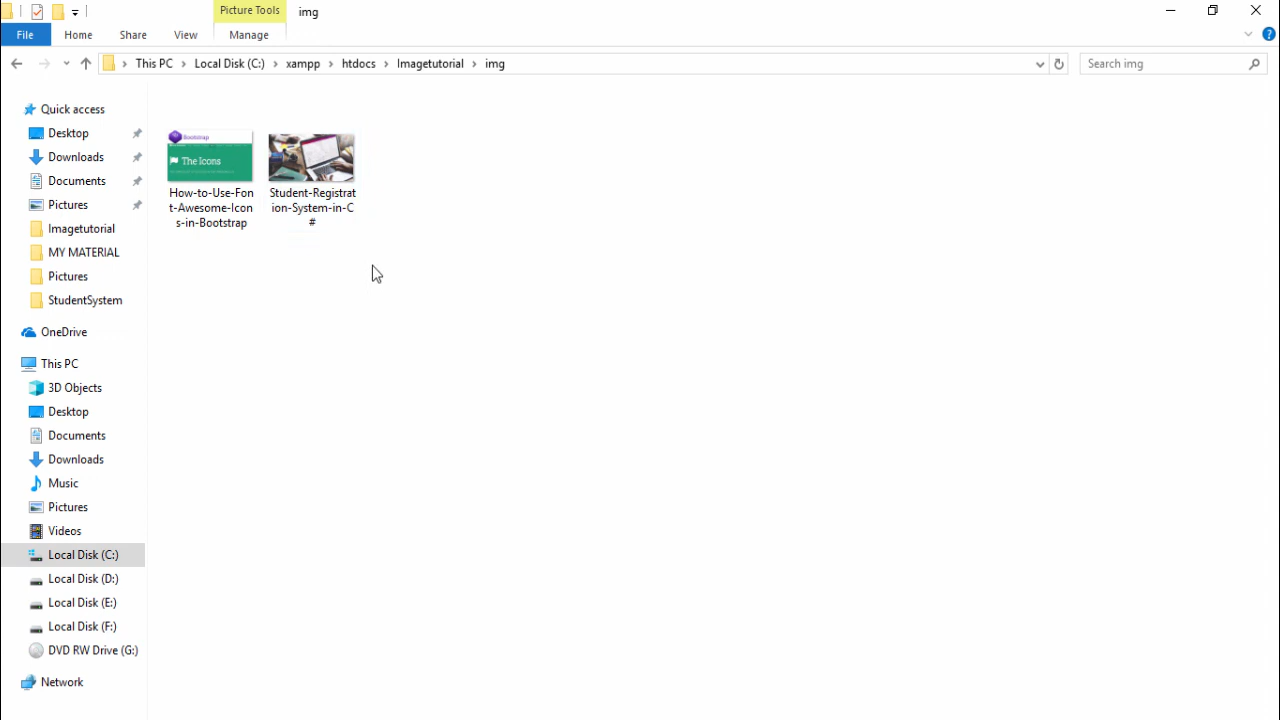 Picture Tools
img
File
Home
Share
View
Manage
This PC
Local Disk (C:)
xampp
htdocs
Imagetutorial
img
Search img
Quick access
Desktop
Downloads
Documents
Pictures
Imagetutorial
MY MATERIAL
Pictures
StudentSystem
OneDrive
This PC
3D Objects
Desktop
Documents
Downloads
Music
Pictures
Videos
Local Disk (C:)
Local Disk (D:)
Local Disk (E:)
Local Disk (F:)
DVD RW Drive (G:)
Network
Bootstrap
The Icons
How-to-Use-Fon
t-Awesome-Icon
s-in-Bootstrap
Student-Registrat
ion-System-in-C
#